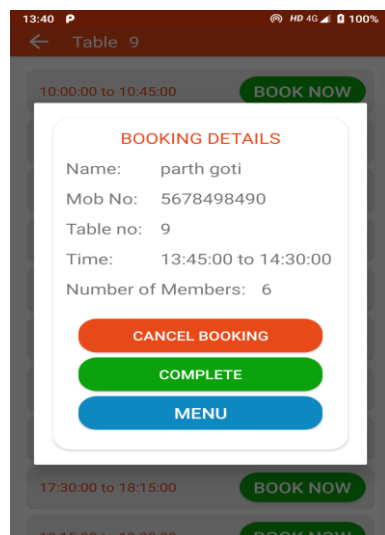 13:40 P HD 4G 100%
← Table 9
10:00:00 to 10:45:00 BOOK NOW
BOOKING DETAILS
Name: parth goti
Mob No: 5678498490
Table no: 9
Time: 13:45:00 to 14:30:00
Number of Members: 6
CANCEL BOOKING
COMPLETE
MENU
17:30:00 to 18:15:00 BOOK NOW